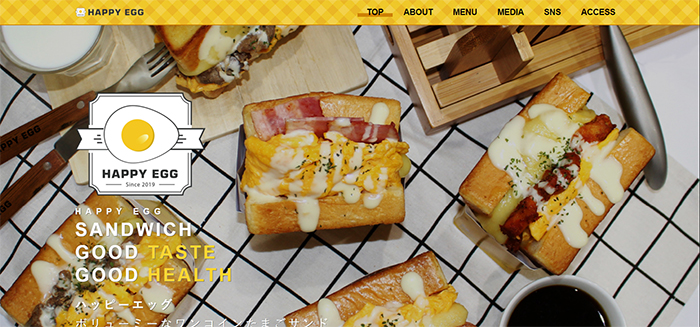 HAPPY EGG
TOP
ABOUT
MENU
MEDIA
SNS
ACCESS
HAPPY EGG
HAPPY EGG
Since 2019
HAPPY EGG
SANDWICH
GOOD TASTE
GOOD HEALTH
ハッピーエッグ
ボリューミーなワンコインたまごサンド